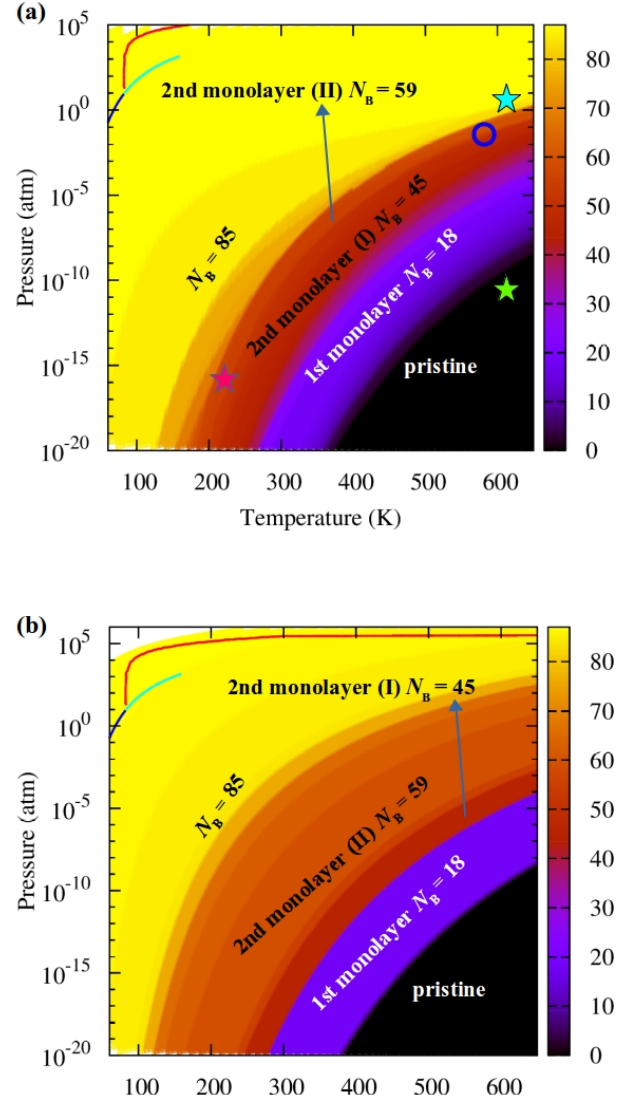 (a)
10^5
10^0
10^-5
10^-10
10^-15
10^-20
Pressure (atm)
2nd monolayer (II) N_B = 59
N_B = 85
2nd monolayer (I) N_B = 45
1st monolayer N_B = 18
pristine
100 200 300 400 500 600
Temperature (K)
80
70
60
50
40
30
20
10
0
(b)
10^5
10^0
10^-5
10^-10
10^-15
10^-20
Pressure (atm)
2nd monolayer (I) N_B = 45
N_B = 85
2nd monolayer (II) N_B = 59
1st monolayer N_B = 18
pristine
100 200 300 400 500 600
80
70
60
50
40
30
20
10
0